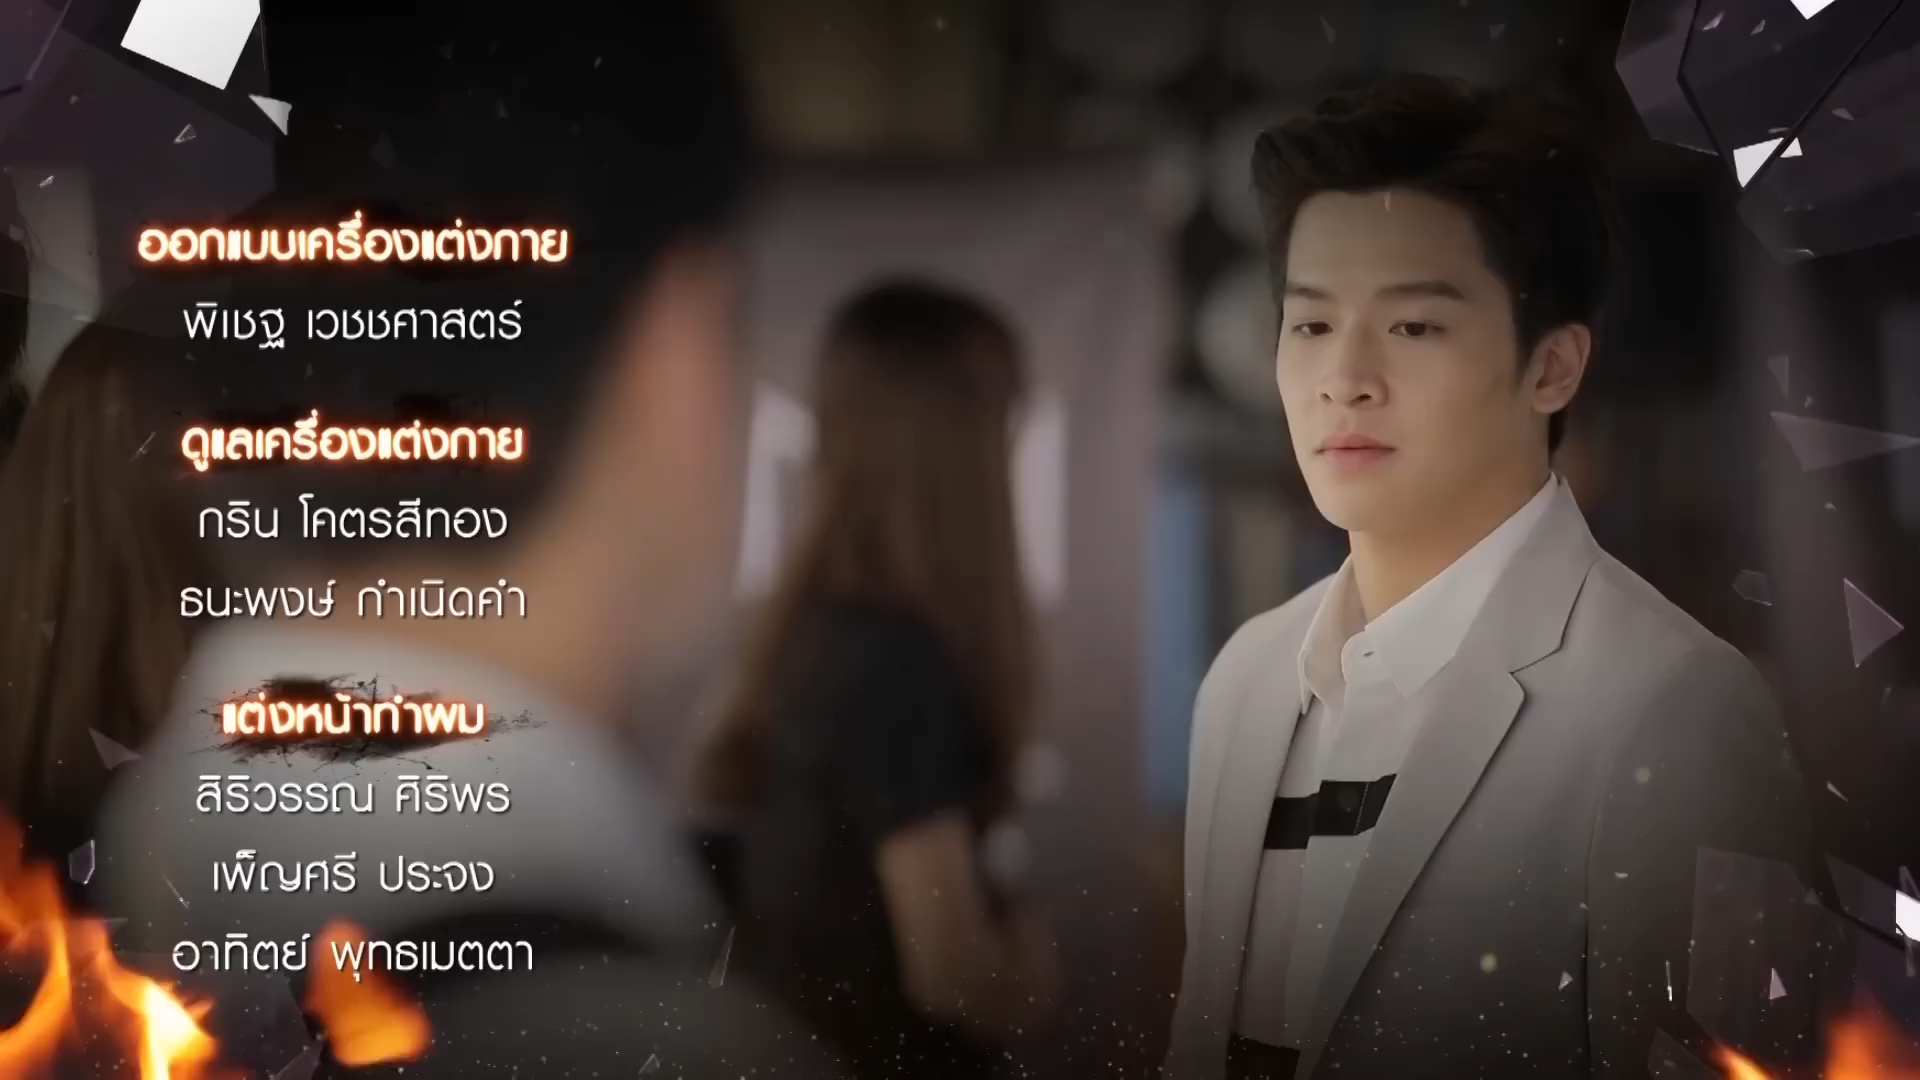 ออกแบบเครื่องแต่งกาย
พิเชฐ เวชชศาสตร์
ดูแลเครื่องแต่งกาย
กริน โคตรสีทอง
ธนะพงษ์ กำเนิดคำ
แต่งหน้าทำผม
สิริวรรณ ศิริพร
เพ็ญศรี ประจง
อาทิตย์ พุทธเมตตา